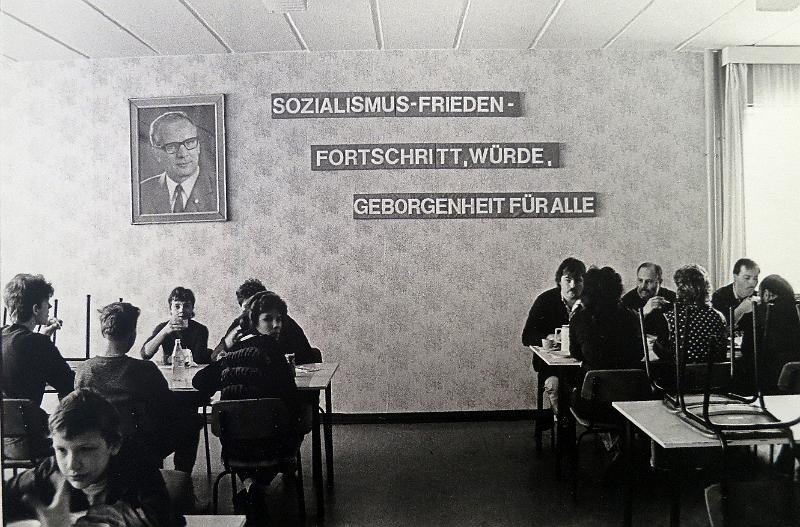 SOZIALISMUS-FRIEDEN-
FORTSCHRITT,WÜRDE,
GEBORGENHEIT FÜR ALLE